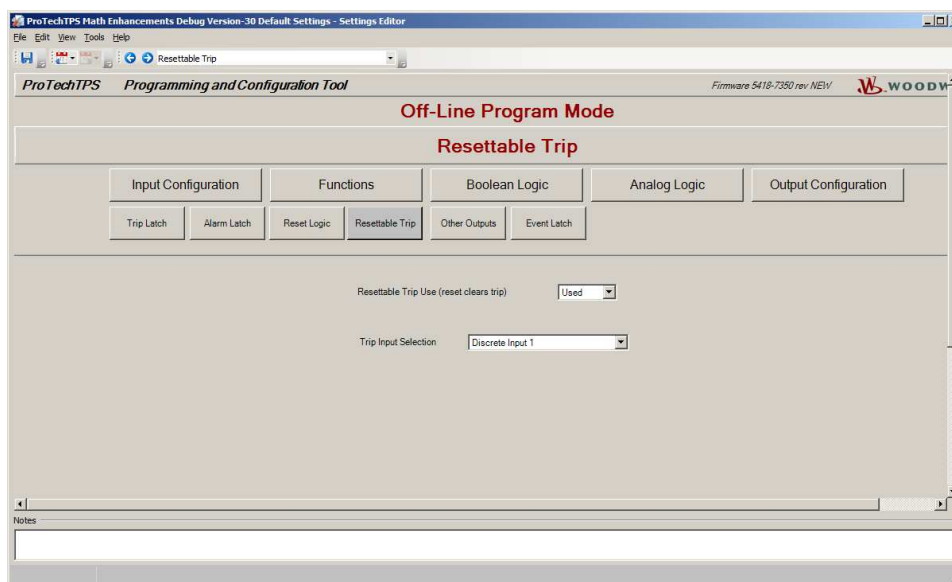 ProTechTPS Math Enhancements Debug Version-30 Default Settings - Settings Editor
File Edit View Tools Help
Resettable Trip
ProTechTPS Programming and Configuration Tool Firmware 5418-7350 rev NEW WOODW
Off-Line Program Mode
Resettable Trip
Input Configuration Functions Boolean Logic Analog Logic Output Configuration
Trip Latch Alarm Latch Reset Logic Resettable Trip Other Outputs Event Latch
Resettable Trip Use (reset clears trip) Used
Trip Input Selection Discrete Input 1
Notes